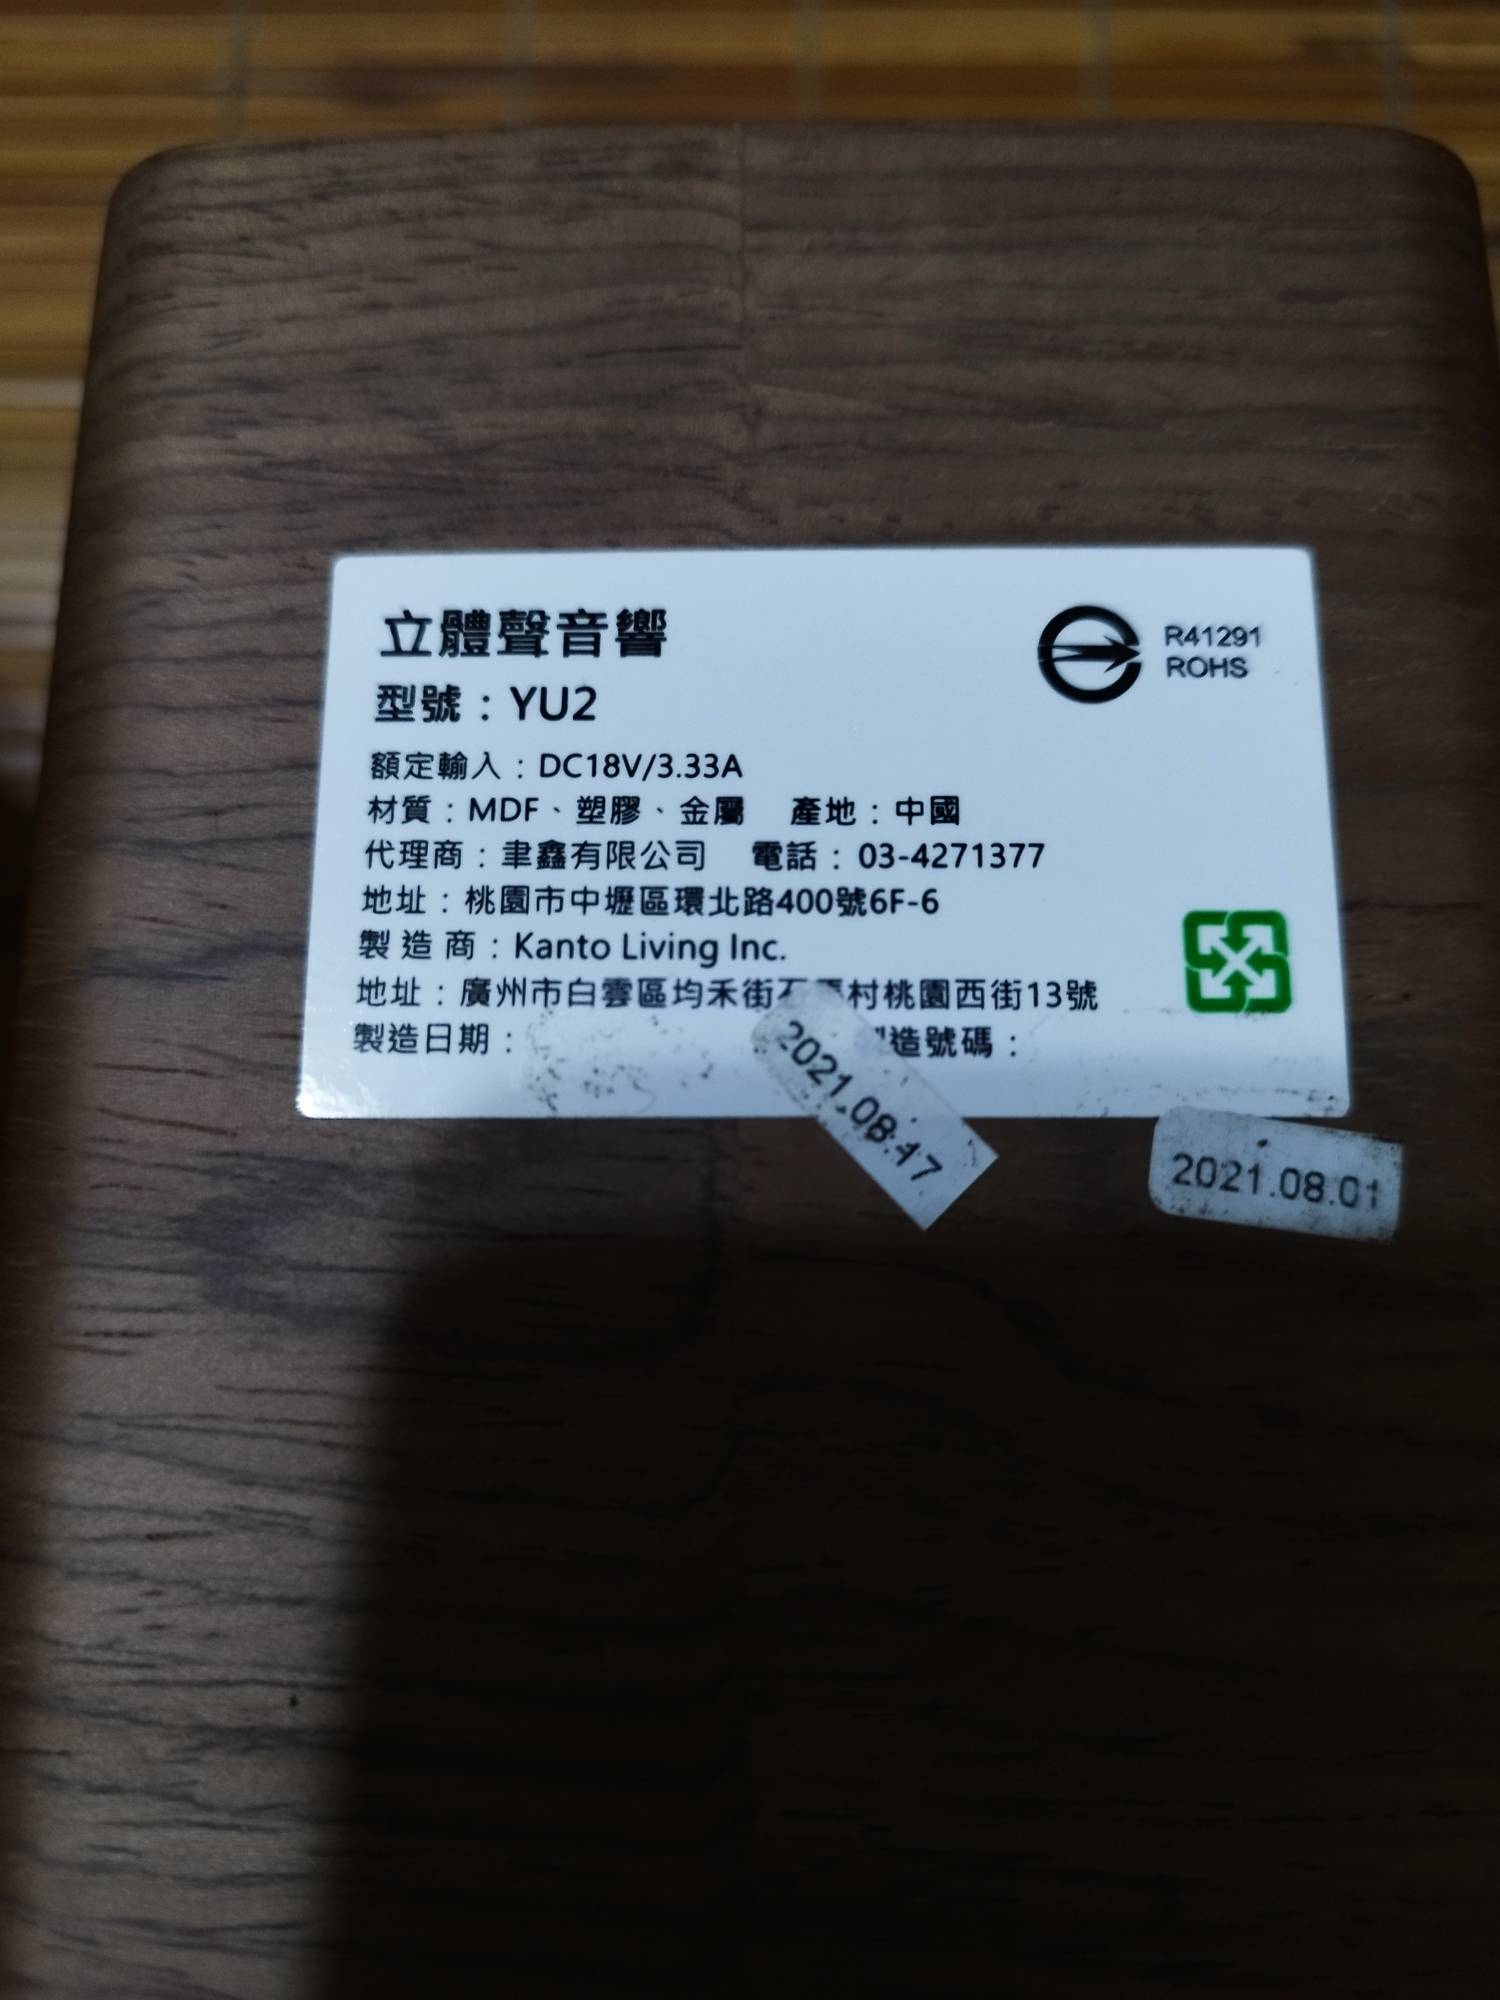 立體聲音響
R41291
ROHS
型號：YU2
額定輸入：DC18V/3.33A
材質：MDF、塑膠、金屬 產地：中國
代理商：聿鑫有限公司 電話：03-4271377
地址：桃園市中壢區環北路400號6F-6
製造商：Kanto Living Inc.
地址：廣州市白雲區均禾街石 村桃園西街13號
製造日期： 造號碼：
2021.08.17
2021.08.01